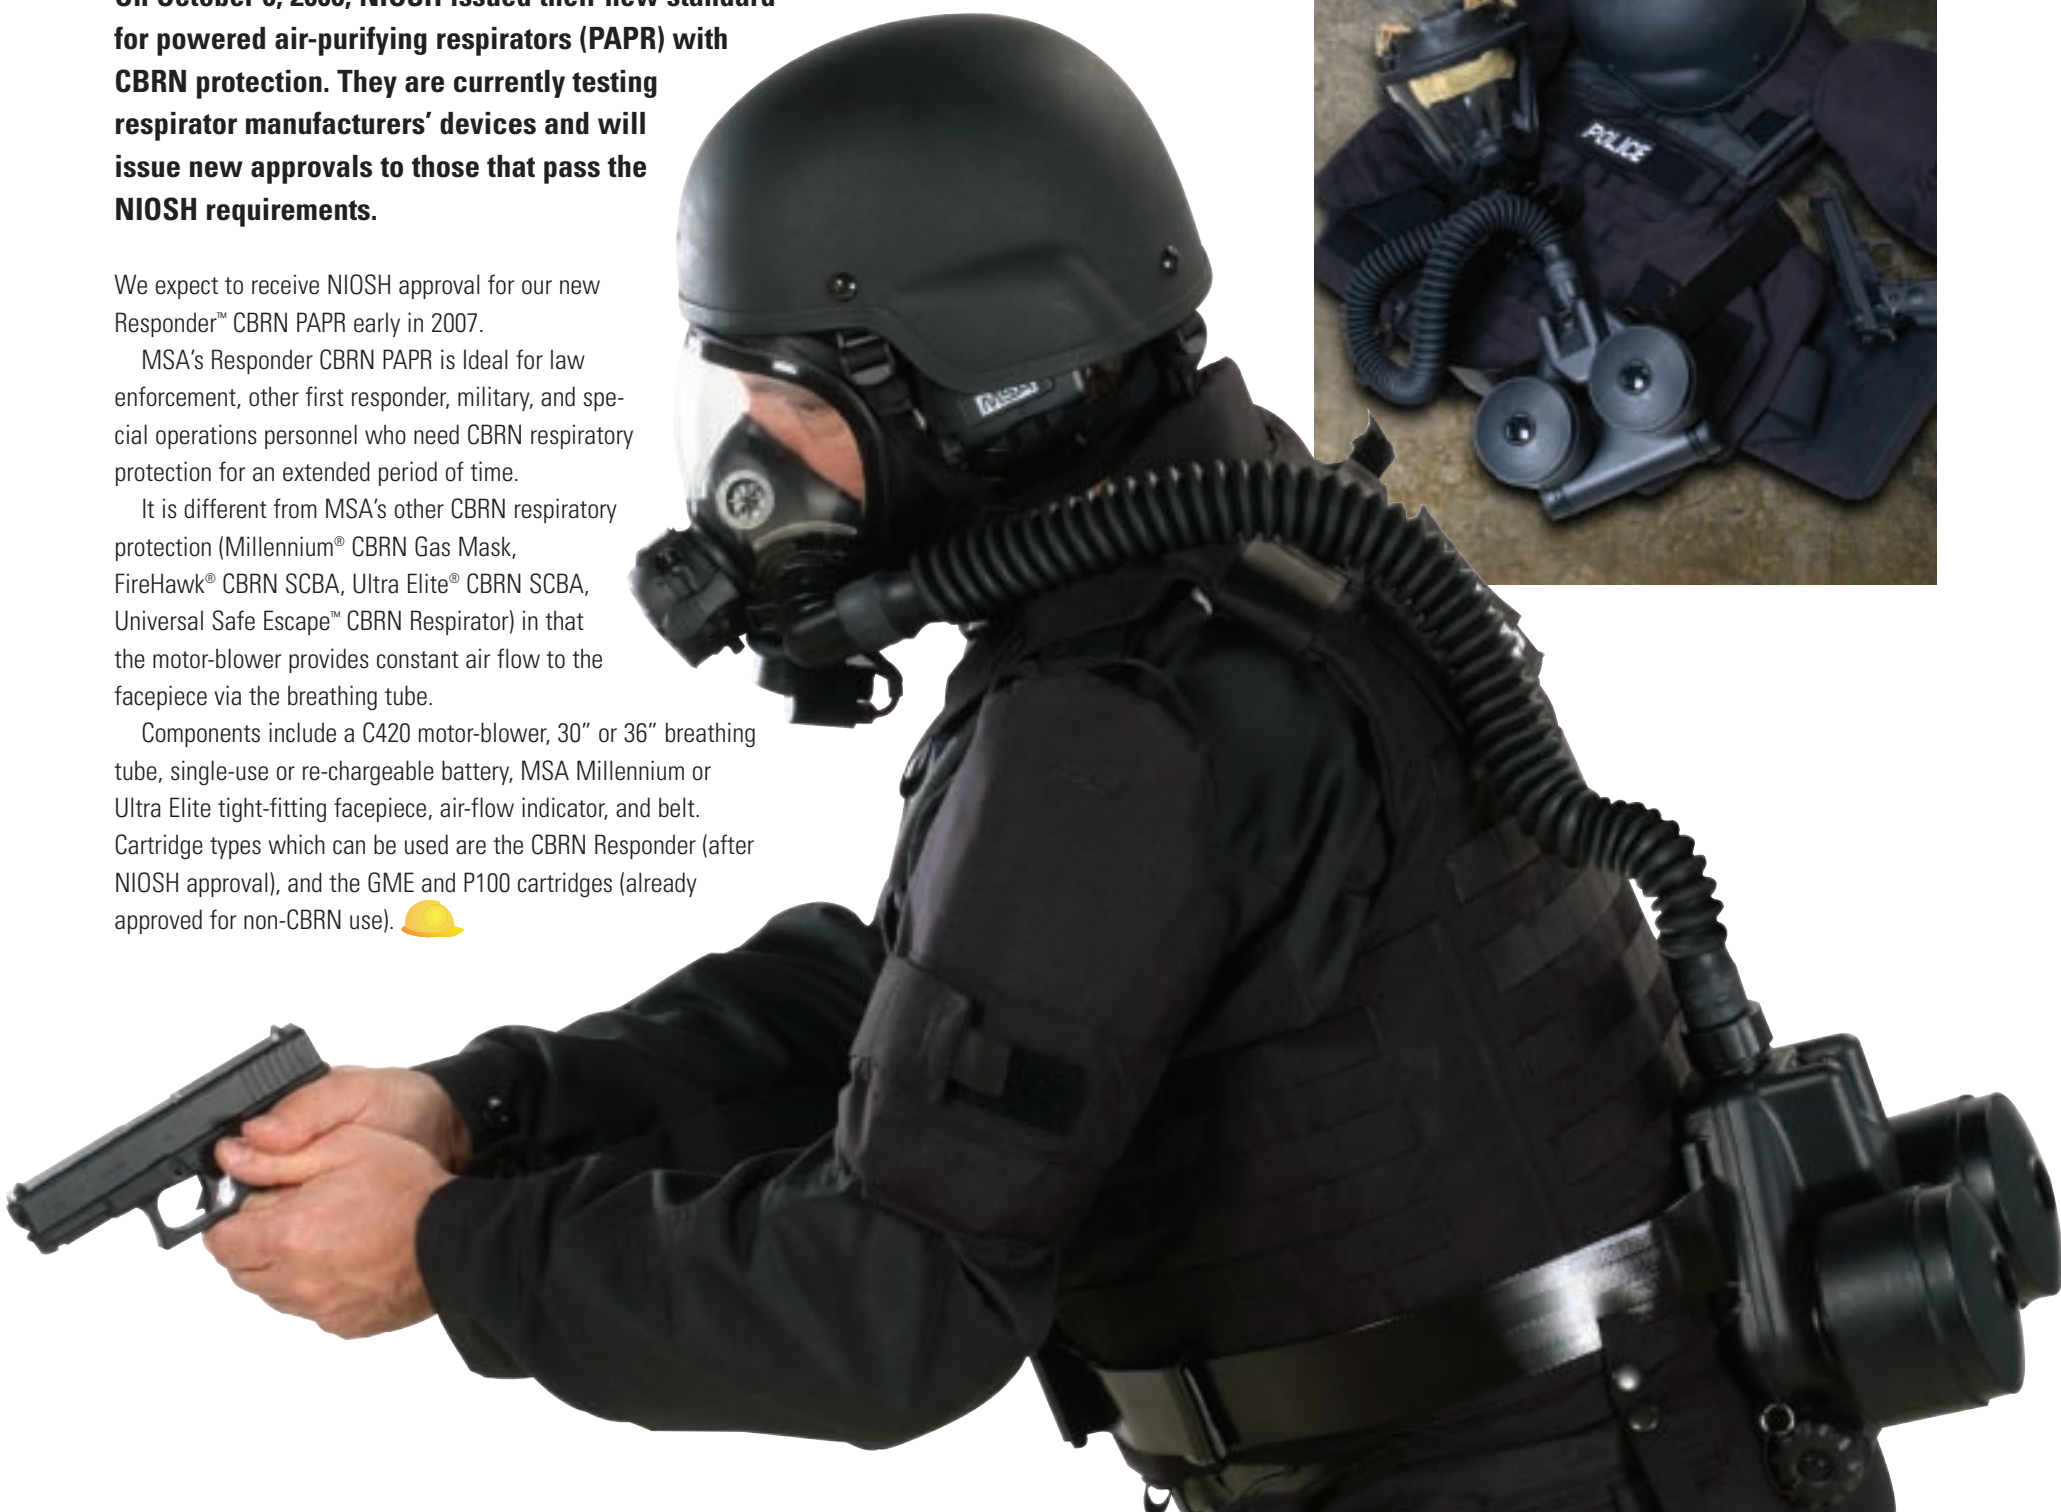 for powered air-purifying respirators (PAPR) with
CBRN protection. They are currently testing
respirator manufacturers’ devices and will
issue new approvals to those that pass the
NIOSH requirements.
We expect to receive NIOSH approval for our new
Responder™ CBRN PAPR early in 2007.
MSA’s Responder CBRN PAPR is Ideal for law
enforcement, other first responder, military, and spe-
cial operations personnel who need CBRN respiratory
protection for an extended period of time.
It is different from MSA’s other CBRN respiratory
protection (Millennium® CBRN Gas Mask,
FireHawk® CBRN SCBA, Ultra Elite® CBRN SCBA,
Universal Safe Escape™ CBRN Respirator) in that
the motor-blower provides constant air flow to the
facepiece via the breathing tube.
Components include a C420 motor-blower, 30” or 36” breathing
tube, single-use or re-chargeable battery, MSA Millennium or
Ultra Elite tight-fitting facepiece, air-flow indicator, and belt.
Cartridge types which can be used are the CBRN Responder (after
NIOSH approval), and the GME and P100 cartridges (already
approved for non-CBRN use).
POLICE
MSA